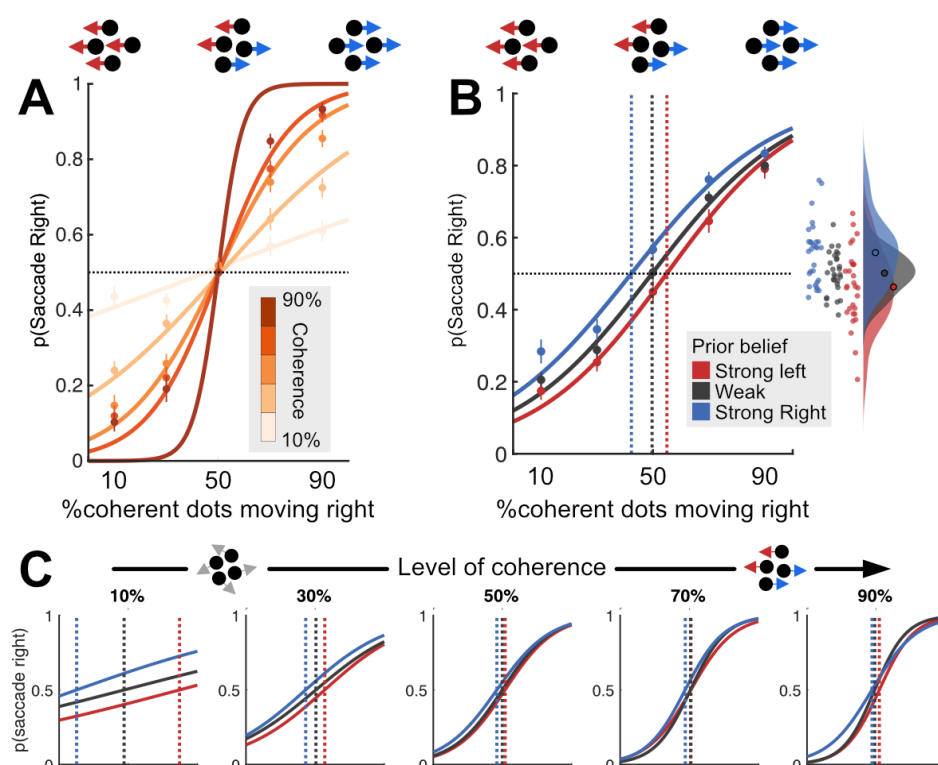 A
B
1
0.8
0.6
0.4
0.2
0
p(Saccade Right)
90%
Coherence
10%
10
50
90
%coherent dots moving right
1
0.8
0.6
0.4
0.2
0
p(Saccade Right)
Prior belief
Strong left
Weak
Strong Right
10
50
90
%coherent dots moving right
C
Level of coherence
10%
30%
50%
70%
90%
p(saccade right)
1
0.5
0
1
0.5
0
1
0.5
0
1
0.5
0
1
0.5
0